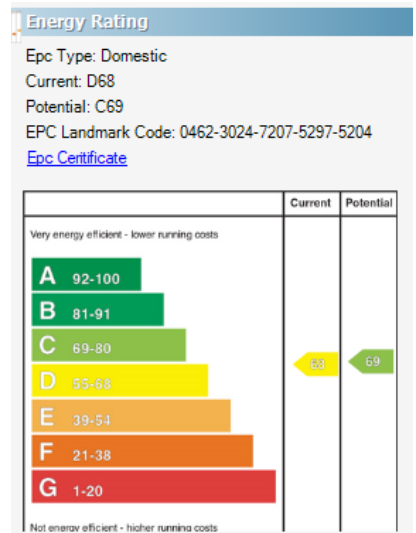 Energy Rating
Epc Type: Domestic
Current: D68
Potential: C69
EPC Landmark Code: 0462-3024-7207-5297-5204
Epc Ceritificate
Current Potential
Very energy efficient - lower running costs
A 92-100
B 81-91
C 69-80
D 55-68
68
69
E 39-54
F 21-38
G 1-20
Not energy efficient - higher running costs